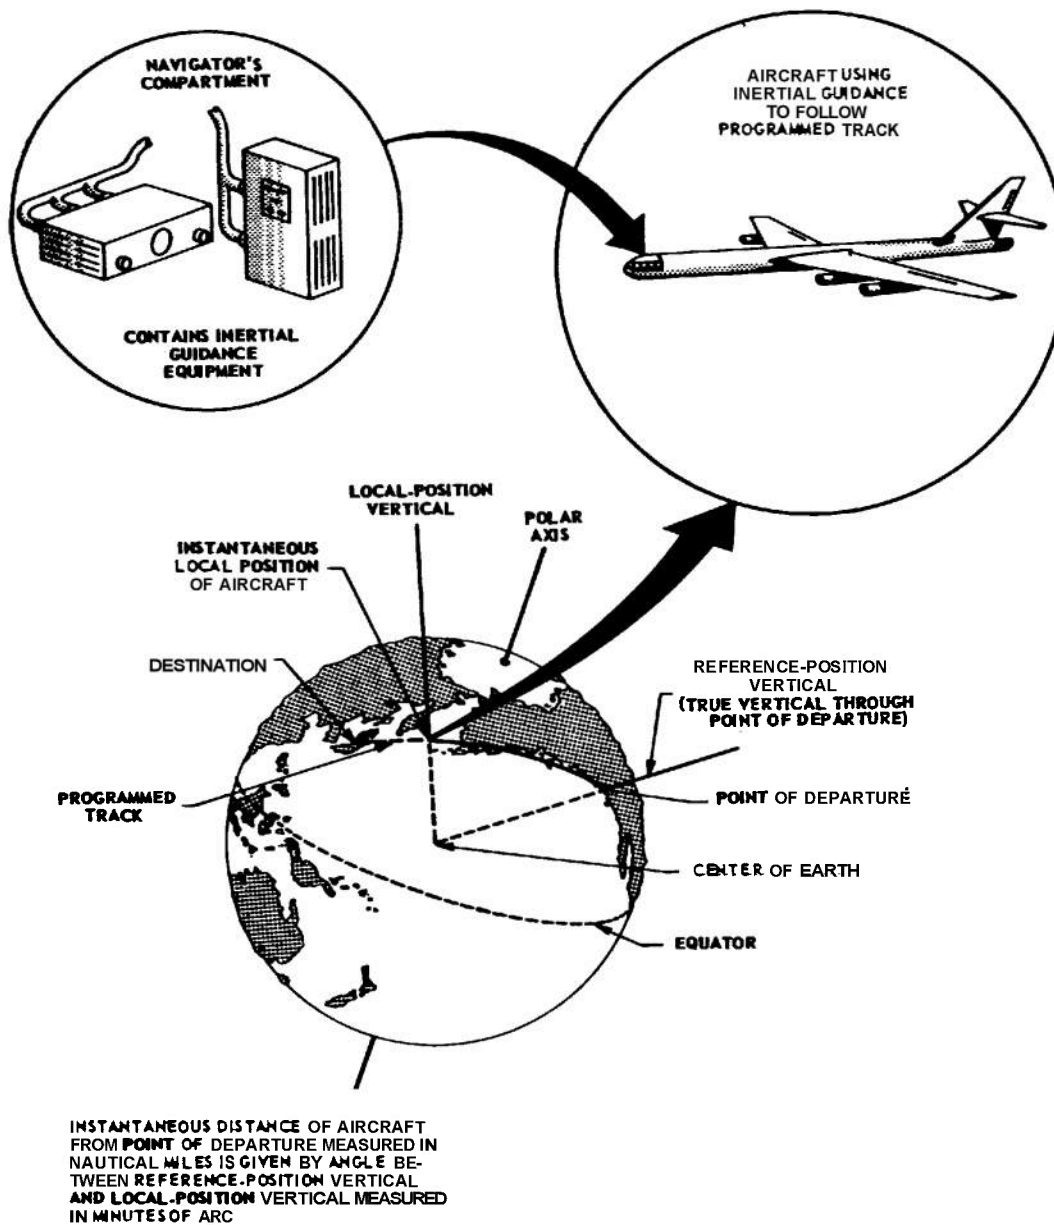 NAVIGATOR'S
COMPARTMENT
CONTAINS INERTIAL
GUIDANCE
EQUIPMENT
AIRCRAFT USING
INERTIAL GUIDANCE
TO FOLLOW
PROGRAMMED TRACK
LOCAL-POSITION
VERTICAL
POLAR
AXIS
INSTANTANEOUS
LOCAL POSITION
OF AIRCRAFT
DESTINATION
REFERENCE-POSITION
VERTICAL
(TRUE VERTICAL THROUGH
POINT OF DEPARTURE)
PROGRAMMED
TRACK
POINT OF DEPARTURE
CENTER OF EARTH
EQUATOR
INSTANTANEOUS DISTANCE OF AIRCRAFT
FROM POINT OF DEPARTURE MEASURED IN
NAUTICAL MILES IS GIVEN BY ANGLE BE-
TWEEN REFERENCE-POSITION VERTICAL
AND LOCAL-POSITION VERTICAL MEASURED
IN MINUTES OF ARC